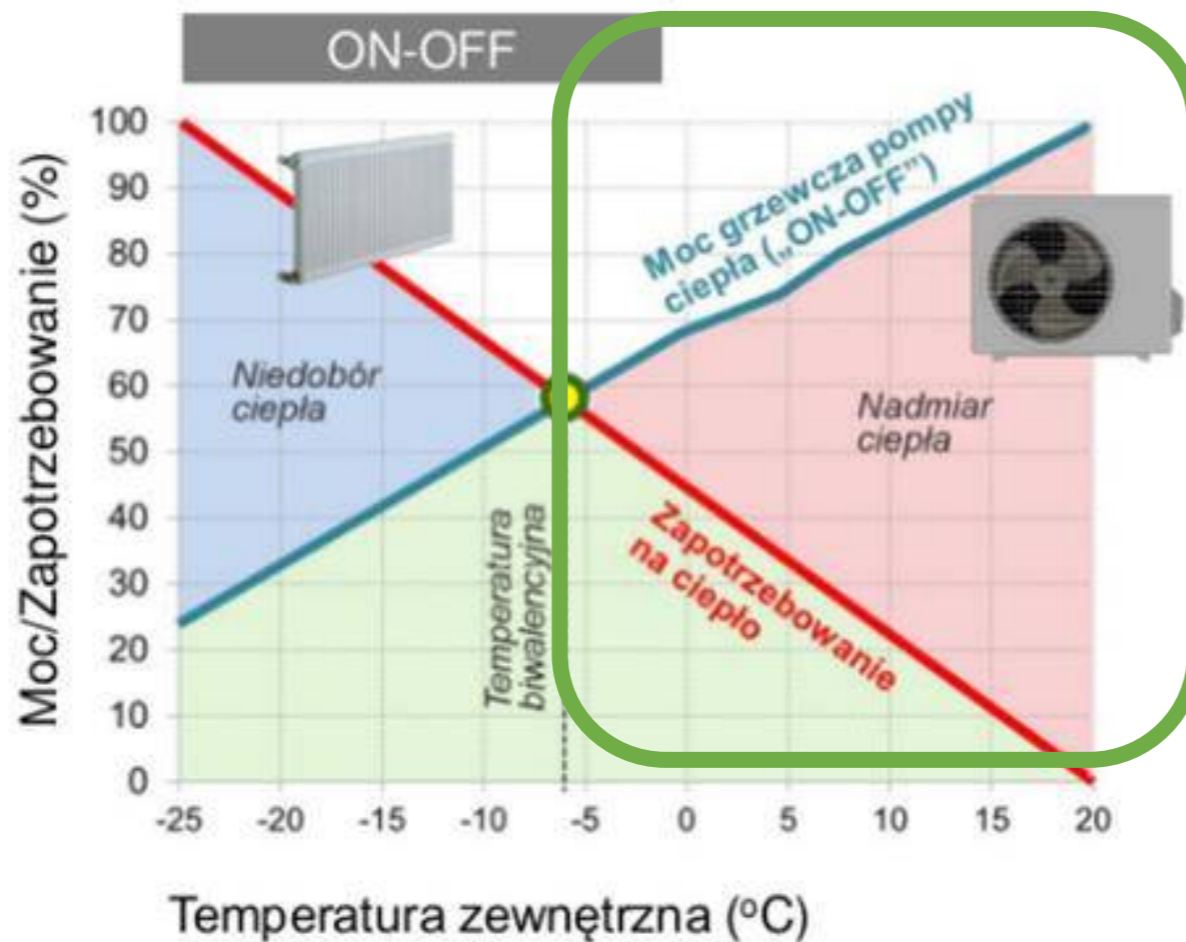 ON-OFF
Moc/Zapotrzebowanie (%)
100
90
80
70
60
50
40
30
20
10
0
Niedobór
ciepła
Moc grzewcza pompy
ciepła („ON-OFF”)
Nadmiar
ciepła
Temperatura
biwalencyjna
Zapotrzebowanie
na ciepło
-25 -20 -15 -10 -5 0 5 10 15 20
Temperatura zewnętrzna (ºC)